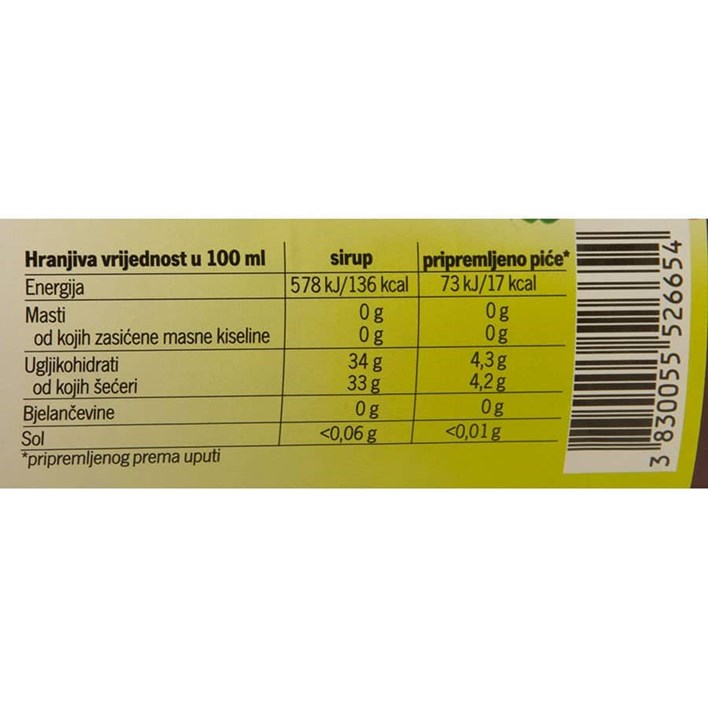 Hranjiva vrijednost u 100 ml sirup pripremljeno piće*
Energija 578 kJ/136 kcal 73 kJ/17 kcal
Masti 0 g 0 g
od kojih zasićene masne kiseline 0 g 0 g
Ugljikohidrati 34 g 4,3 g
od kojih šećeri 33 g 4,2 g
Bjelančevine 0 g 0 g
Sol <0,06 g <0,01 g
*pripremljenog prema uputi
3 830055 526654